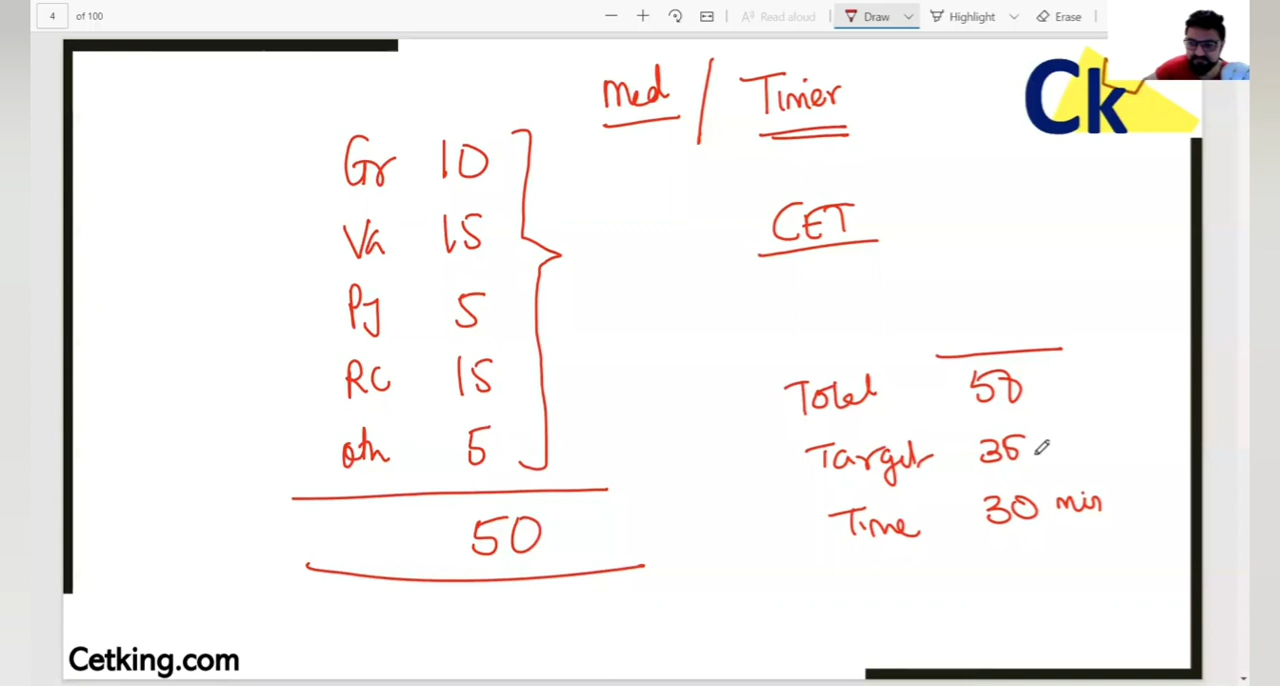 4 of 100
Read aloud
Draw
Highlight
Erase
Med / Timer
Ck
Gr 10
Va 15
PJ 5
RC 15
oth 5
50
CET
Total 50
Target 35
Time 30 min
Cetking.com